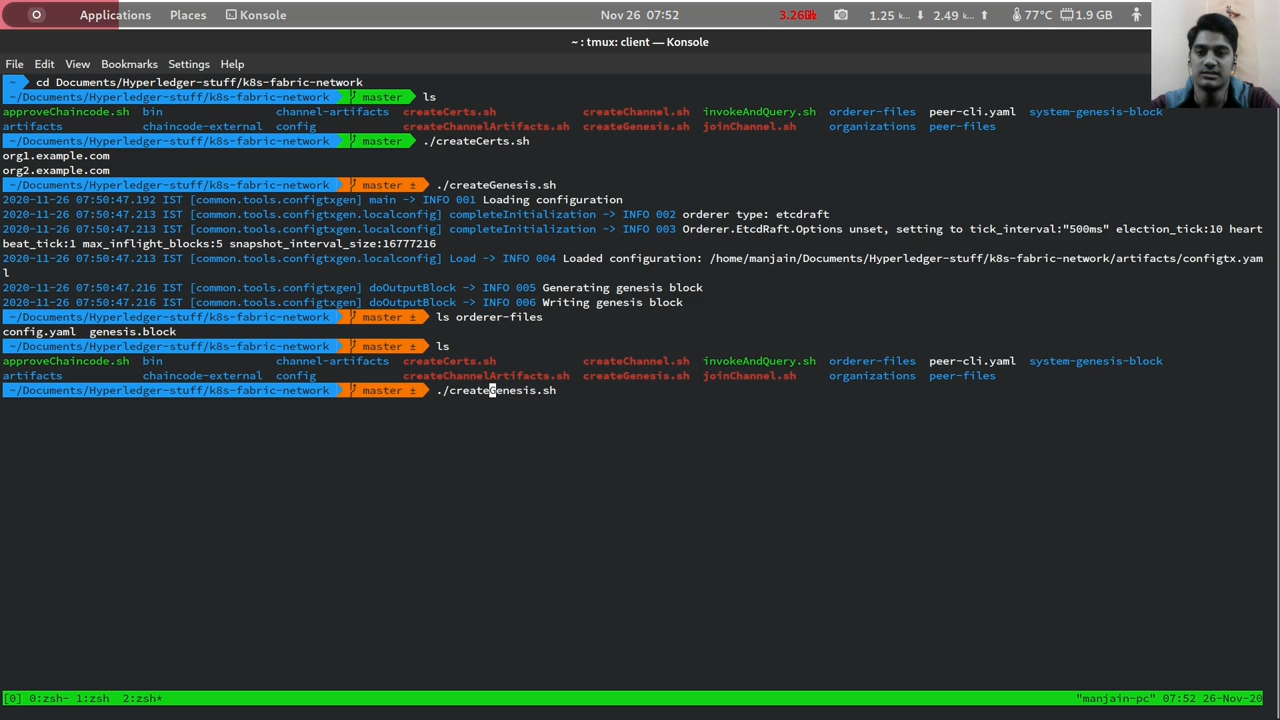 Applications Places Konsole Nov 26 07:52 1.25 k... 2.49 k... 77°C 1.9 GB
~ : tmux: client — Konsole
File Edit View Bookmarks Settings Help
~ cd Documents/Hyperledger-stuff/k8s-fabric-network
~/Documents/Hyperledger-stuff/k8s-fabric-network master ls
approveChaincode.sh bin channel-artifacts createCerts.sh createChannel.sh invokeAndQuery.sh orderer-files peer-cli.yaml system-genesis-block
artifacts chaincode-external config createChannelArtifacts.sh createGenesis.sh joinChannel.sh organizations peer-files
~/Documents/Hyperledger-stuff/k8s-fabric-network master ./createCerts.sh
org1.example.com
org2.example.com
~/Documents/Hyperledger-stuff/k8s-fabric-network master ± ./createGenesis.sh
2020-11-26 07:50:47.192 IST [common.tools.configtxgen] main -> INFO 001 Loading configuration
2020-11-26 07:50:47.213 IST [common.tools.configtxgen.localconfig] completeInitialization -> INFO 002 orderer type: etcdraft
2020-11-26 07:50:47.213 IST [common.tools.configtxgen.localconfig] completeInitialization -> INFO 003 Orderer.EtcdRaft.Options unset, setting to tick_interval:"500ms" election_tick:10 heart
beat_tick:1 max_inflight_blocks:5 snapshot_interval_size:16777216
2020-11-26 07:50:47.213 IST [common.tools.configtxgen.localconfig] Load -> INFO 004 Loaded configuration: /home/manjain/Documents/Hyperledger-stuff/k8s-fabric-network/artifacts/configtx.yam
l
2020-11-26 07:50:47.216 IST [common.tools.configtxgen] doOutputBlock -> INFO 005 Generating genesis block
2020-11-26 07:50:47.216 IST [common.tools.configtxgen] doOutputBlock -> INFO 006 Writing genesis block
~/Documents/Hyperledger-stuff/k8s-fabric-network master ± ls orderer-files
config.yaml genesis.block
~/Documents/Hyperledger-stuff/k8s-fabric-network master ± ls
approveChaincode.sh bin channel-artifacts createCerts.sh createChannel.sh invokeAndQuery.sh orderer-files peer-cli.yaml system-genesis-block
artifacts chaincode-external config createChannelArtifacts.sh createGenesis.sh joinChannel.sh organizations peer-files
~/Documents/Hyperledger-stuff/k8s-fabric-network master ± ./createGenesis.sh
[0] 0:zsh- 1:zsh 2:zsh* "manjain-pc" 07:52 26-Nov-20